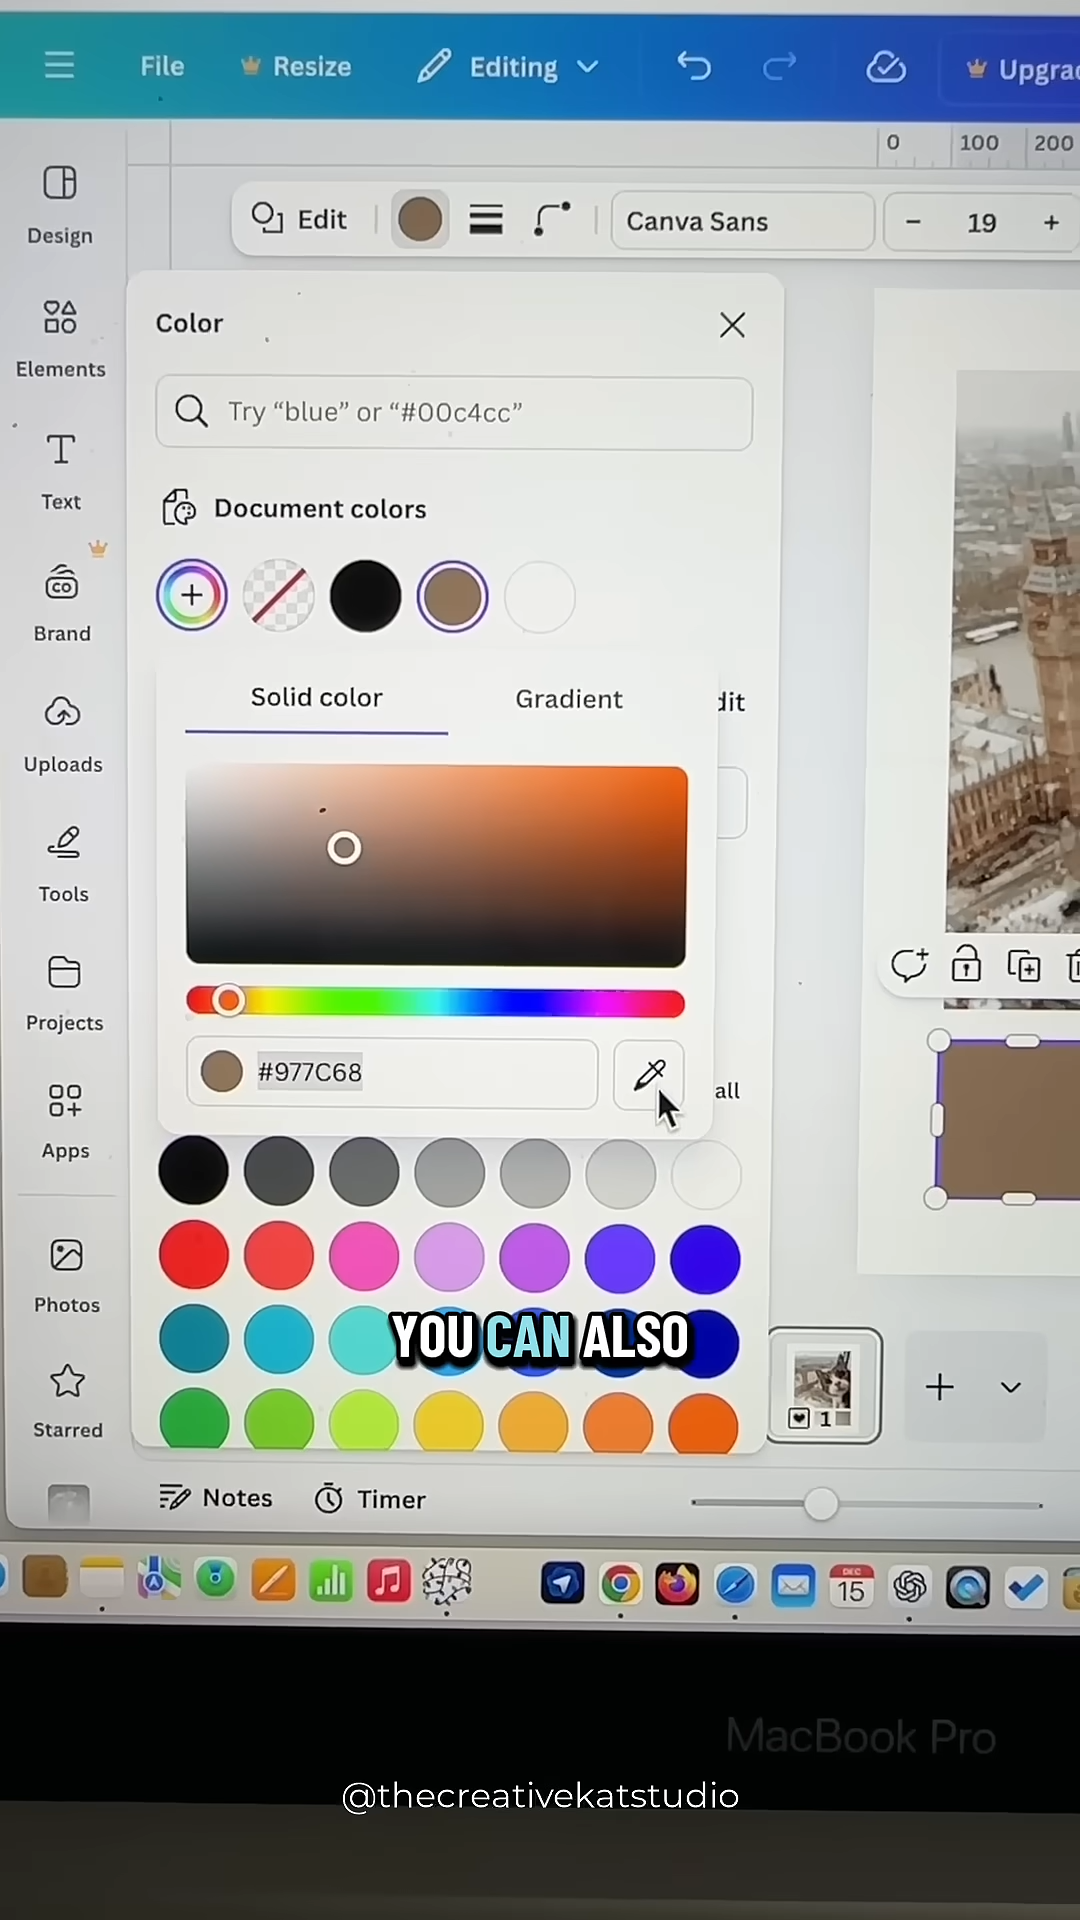 File
Resize
Editing
Upgra
0 100 200
Edit
Canva Sans
− 19 +
Design
Elements
Text
Brand
Uploads
Tools
Projects
Apps
Photos
Starred
Color
Try “blue” or “#00c4cc”
Document colors
Solid color
Gradient
dit
#977C68
all
YOU CAN ALSO
1
Notes
Timer
DEC
15
MacBook Pro
@thecreativekatstudio